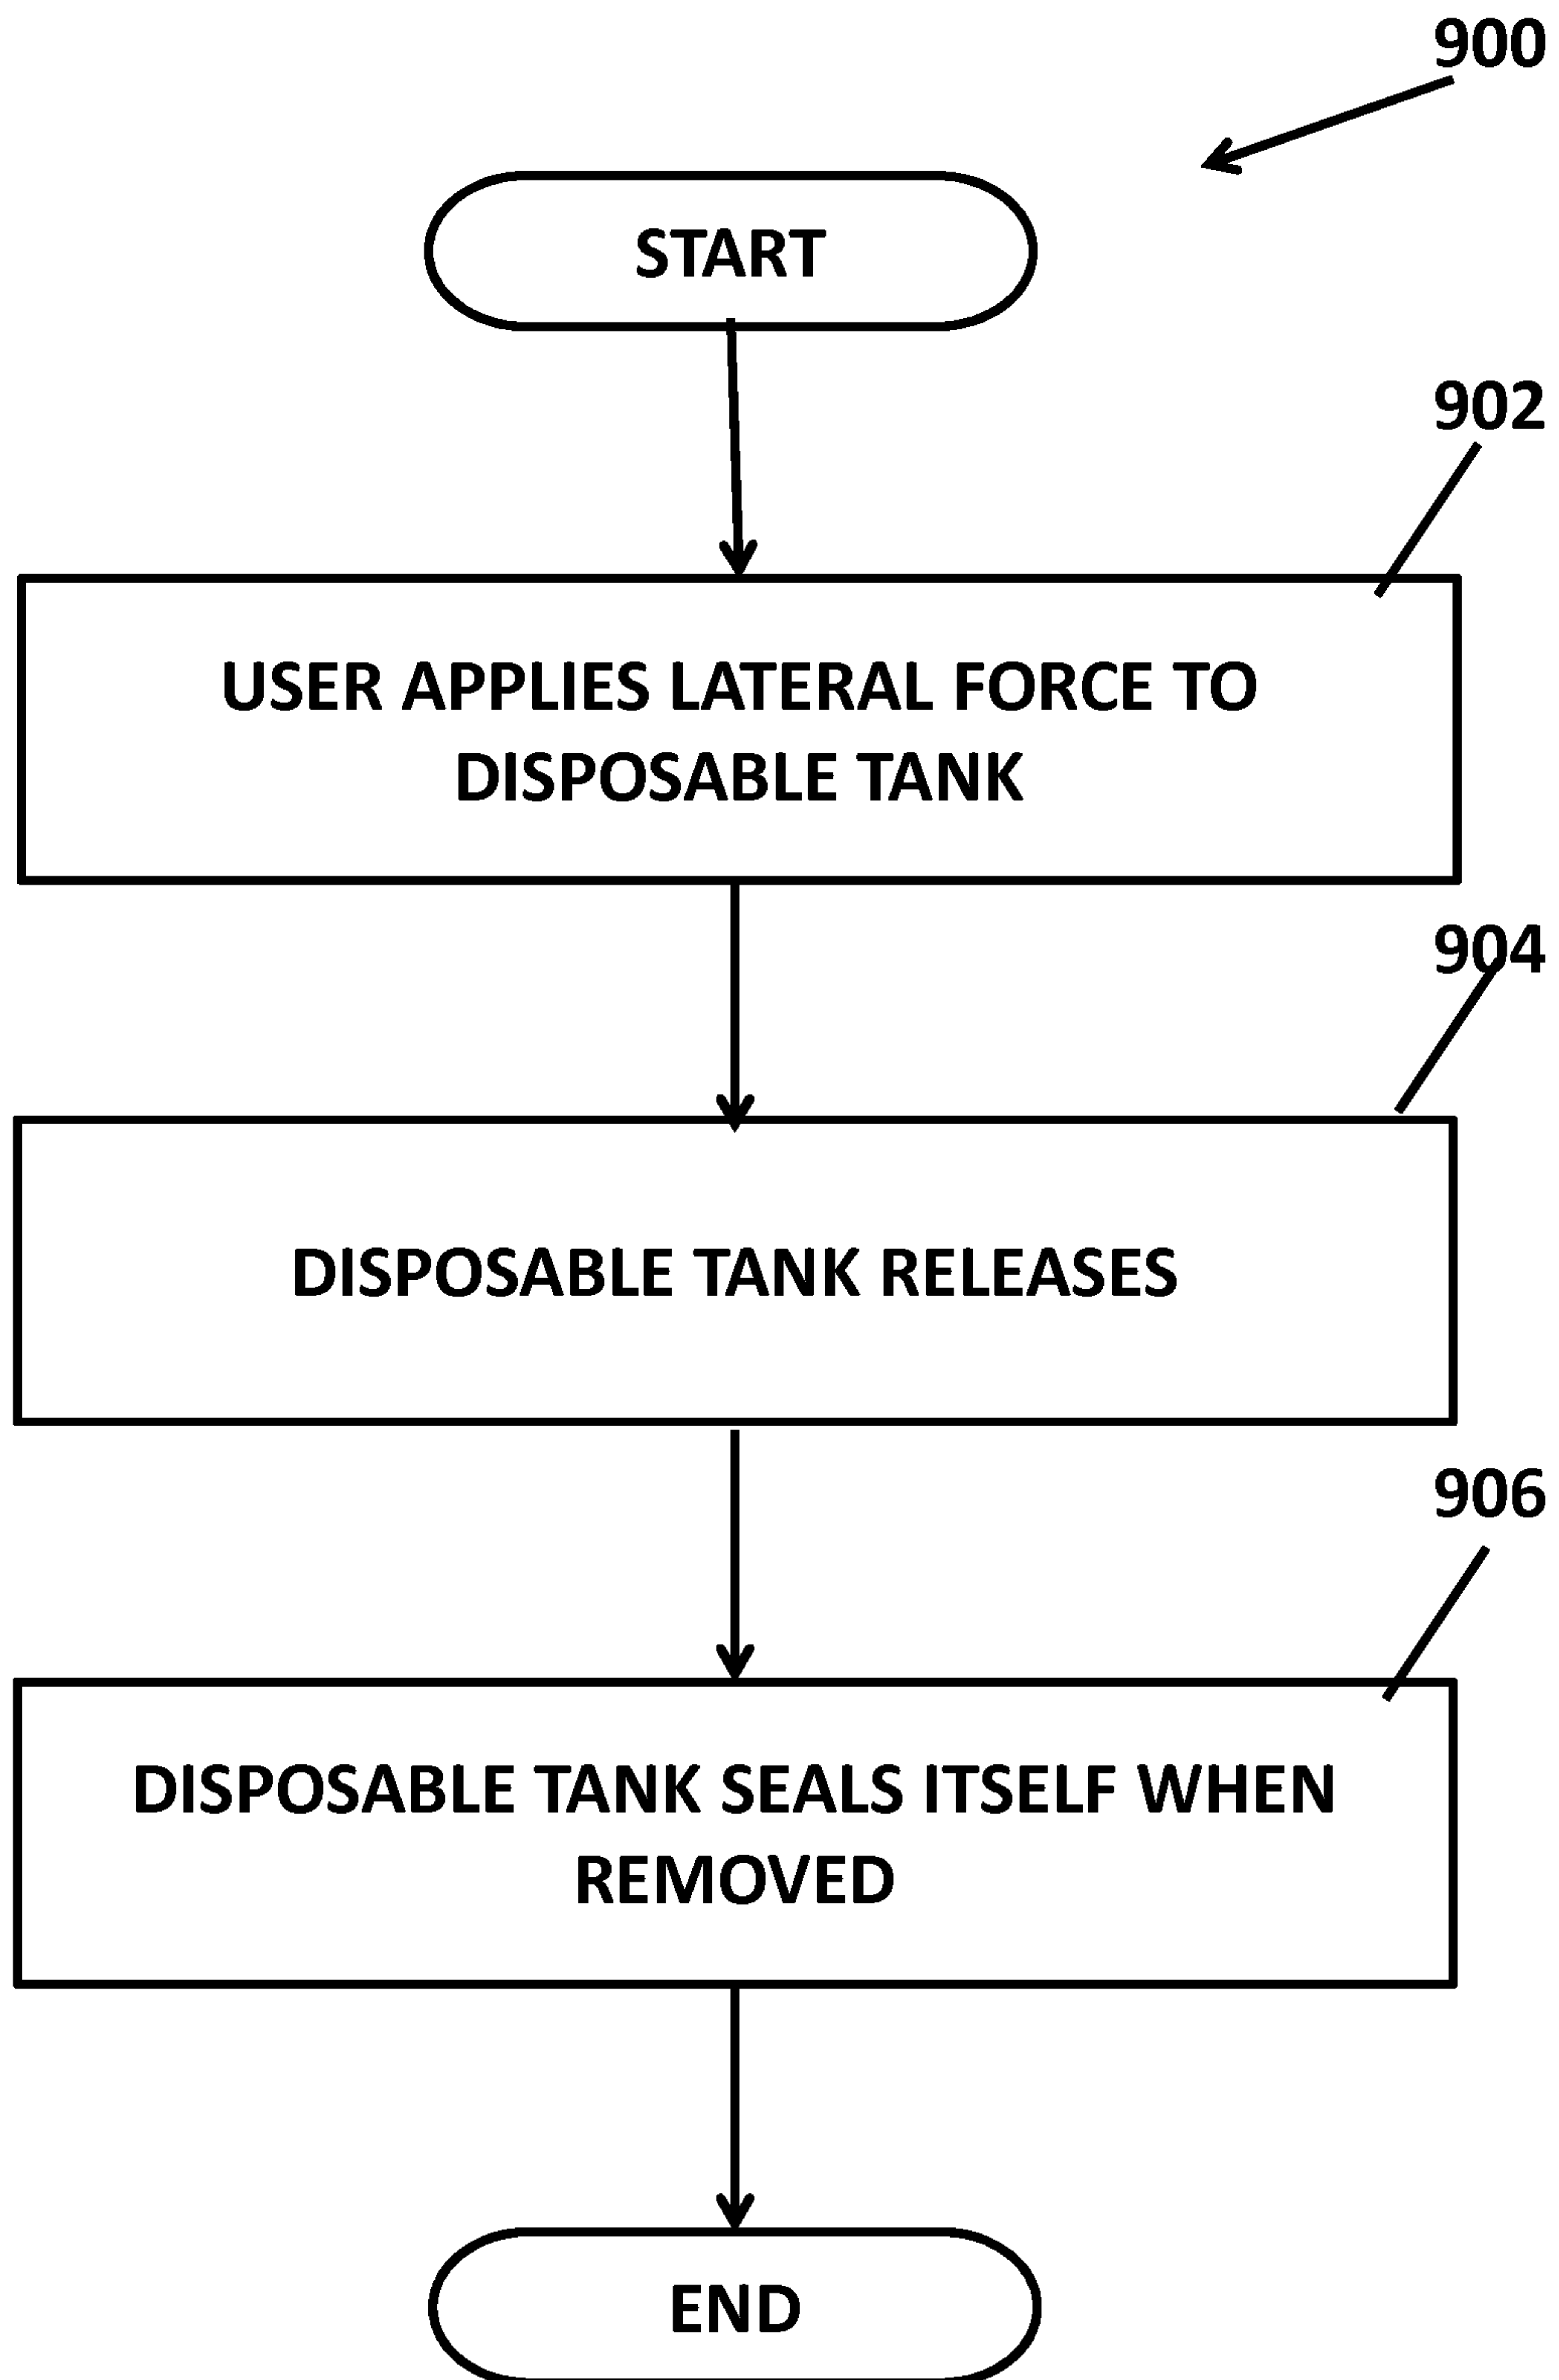 900
START
902
USER APPLIES LATERAL FORCE TO
DISPOSABLE TANK
904
DISPOSABLE TANK RELEASES
906
DISPOSABLE TANK SEALS ITSELF WHEN
REMOVED
END